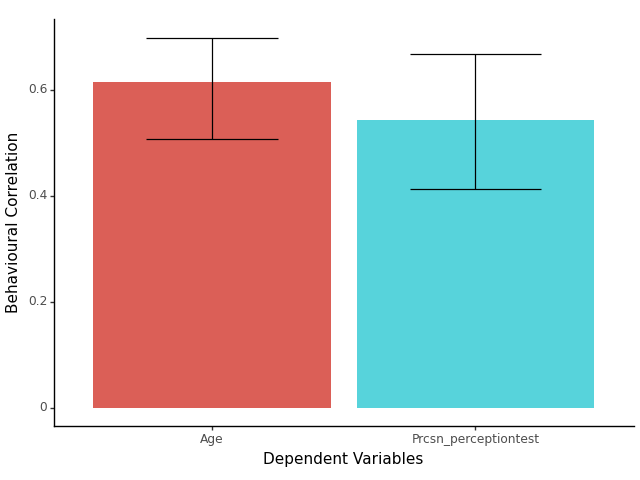 Behavioural Correlation
0.6
0.4
0.2
0
Age Prcsn_perceptiontest
Dependent Variables